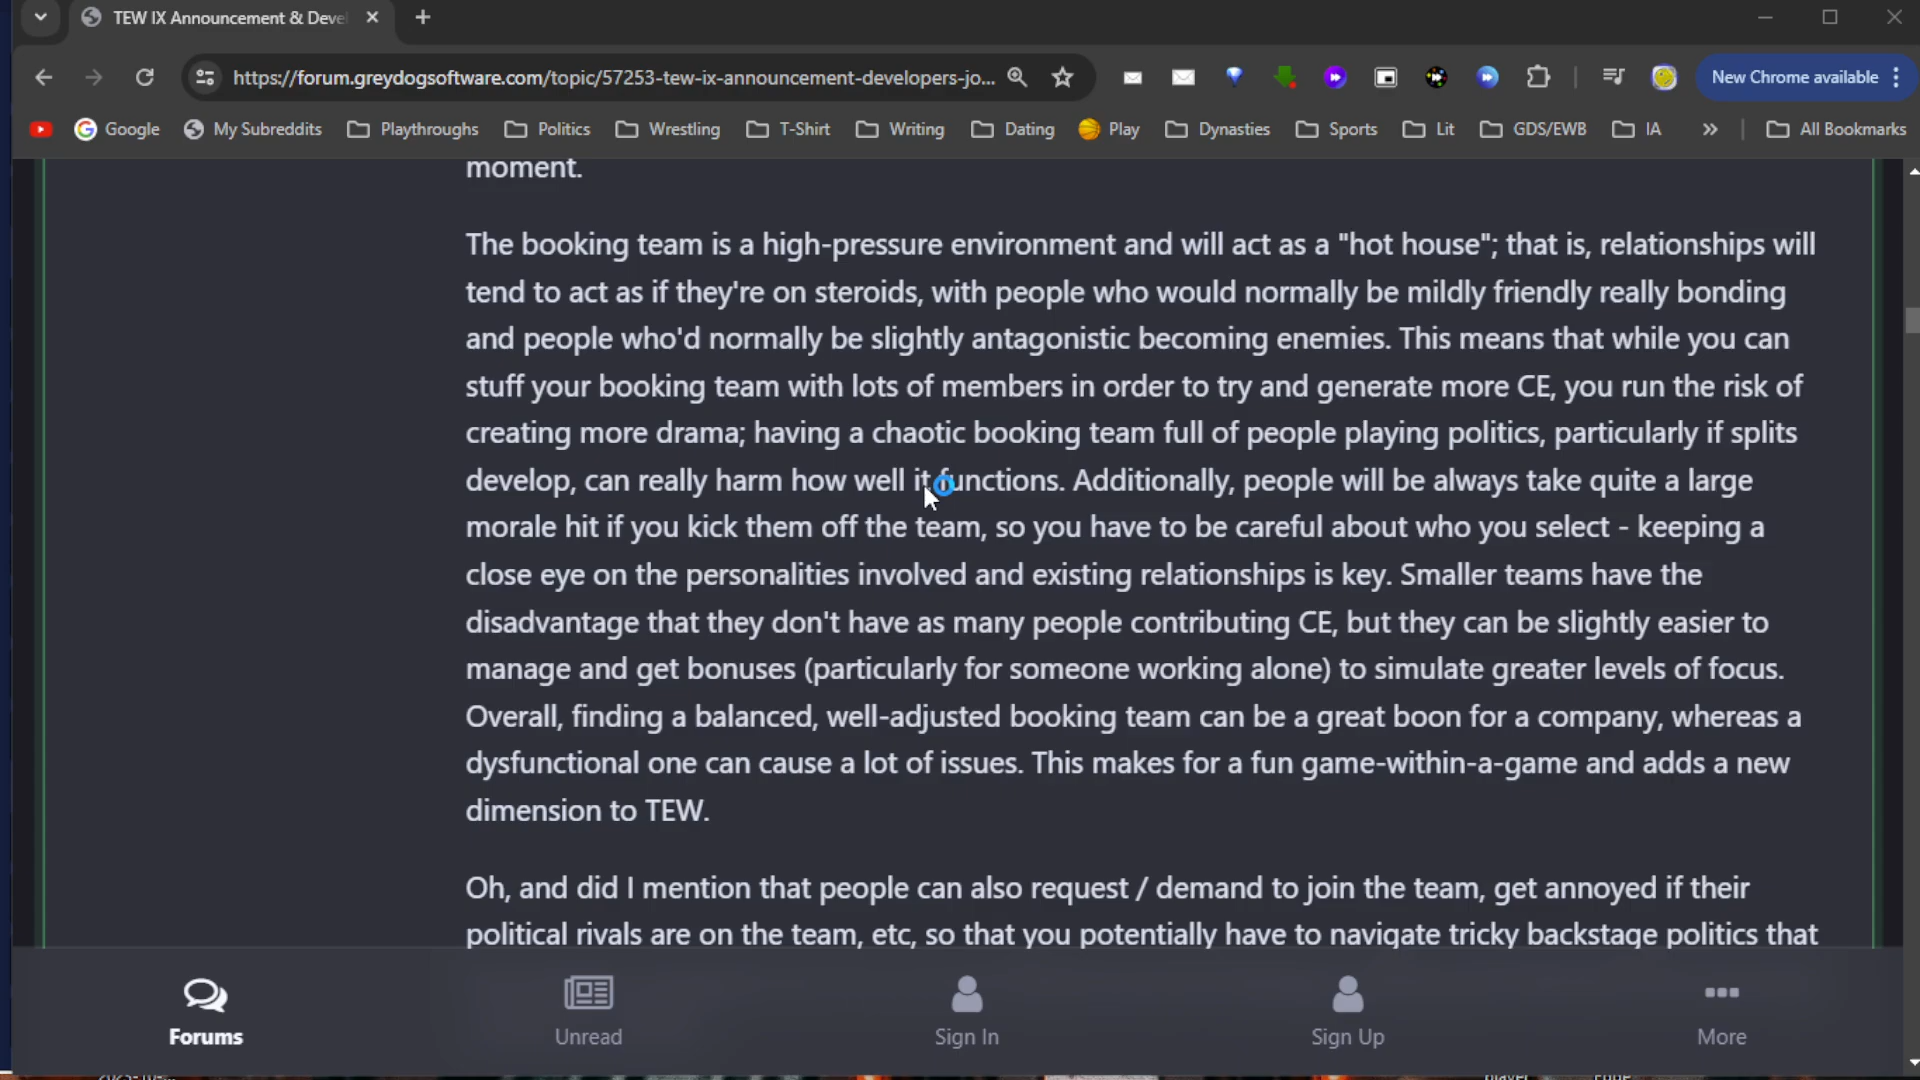 TEW IX Announcement & Deve
https://forum.greydogsoftware.com/topic/57253-tew-ix-announcement-developers-jo...
New Chrome available
Google
My Subreddits
Playthroughs
Politics
Wrestling
T-Shirt
Writing
Dating
Play
Dynasties
Sports
Lit
GDS/EWB
IA
All Bookmarks
moment.
The booking team is a high-pressure environment and will act as a "hot house"; that is, relationships will
tend to act as if they're on steroids, with people who would normally be mildly friendly really bonding
and people who'd normally be slightly antagonistic becoming enemies. This means that while you can
stuff your booking team with lots of members in order to try and generate more CE, you run the risk of
creating more drama; having a chaotic booking team full of people playing politics, particularly if splits
develop, can really harm how well it functions. Additionally, people will be always take quite a large
morale hit if you kick them off the team, so you have to be careful about who you select - keeping a
close eye on the personalities involved and existing relationships is key. Smaller teams have the
disadvantage that they don't have as many people contributing CE, but they can be slightly easier to
manage and get bonuses (particularly for someone working alone) to simulate greater levels of focus.
Overall, finding a balanced, well-adjusted booking team can be a great boon for a company, whereas a
dysfunctional one can cause a lot of issues. This makes for a fun game-within-a-game and adds a new
dimension to TEW.
Oh, and did I mention that people can also request / demand to join the team, get annoyed if their
political rivals are on the team, etc, so that you potentially have to navigate tricky backstage politics that
Forums
Unread
Sign In
Sign Up
More